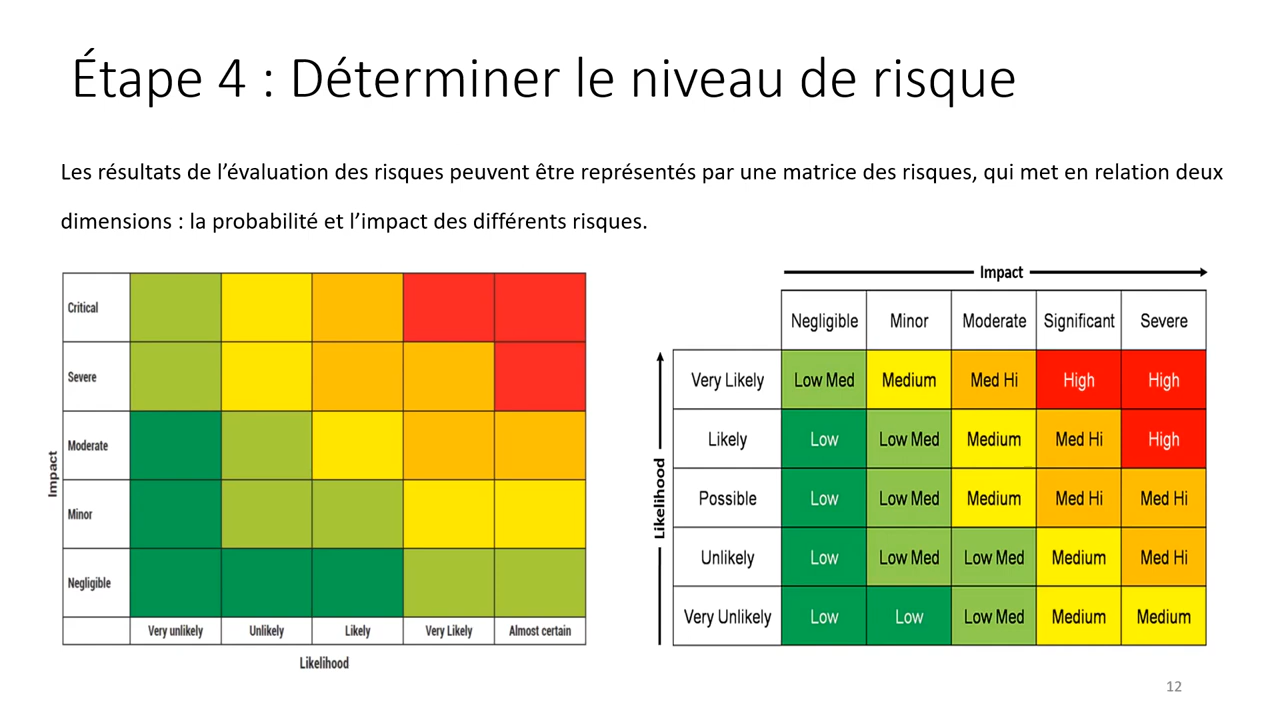 Étape 4 : Déterminer le niveau de risque
Les résultats de l’évaluation des risques peuvent être représentés par une matrice des risques, qui met en relation deux
dimensions : la probabilité et l’impact des différents risques.
Impact
Critical
Severe
Moderate
Minor
Negligible
Very unlikely Unlikely Likely Very Likely Almost certain
Likelihood
Impact
Negligible Minor Moderate Significant Severe
Likelihood
Very Likely Low Med Medium Med Hi High High
Likely Low Low Med Medium Med Hi High
Possible Low Low Med Medium Med Hi Med Hi
Unlikely Low Low Med Low Med Medium Med Hi
Very Unlikely Low Low Low Med Medium Medium
12